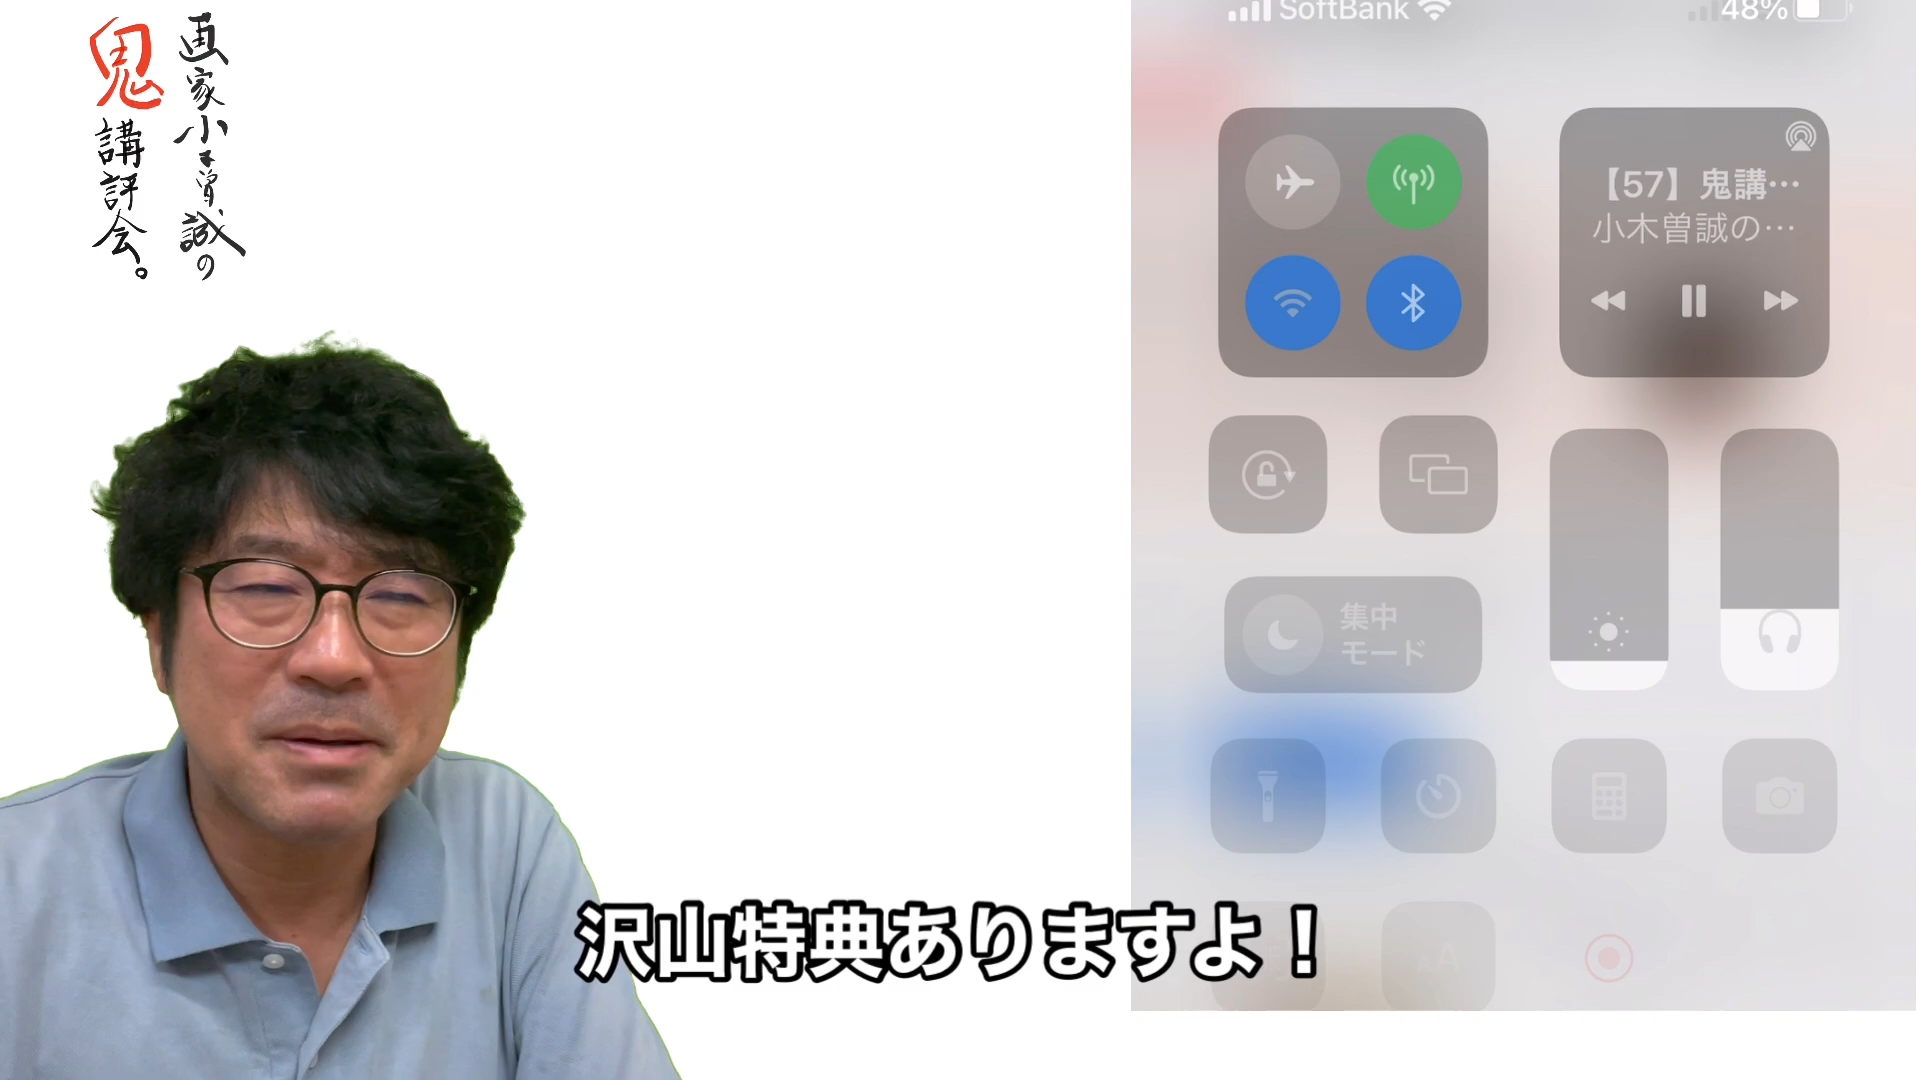 画家小木曽誠の
鬼講評会。
SoftBank
48%
【57】鬼講…
小木曽誠の…
集中
モード
沢山特典ありますよ！